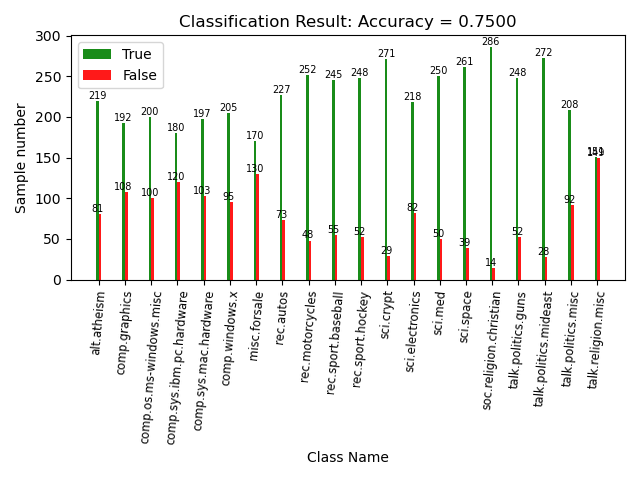 Classification Result: Accuracy = 0.7500
Sample number
300
250
200
150
100
50
0
True
False
219
81
192
108
200
100
180
120
197
103
205
95
170
130
227
73
252
48
245
55
248
52
271
29
218
82
250
50
261
39
286
14
248
52
272
28
208
92
151
149
alt.atheism
comp.graphics
comp.os.ms-windows.misc
comp.sys.ibm.pc.hardware
comp.sys.mac.hardware
comp.windows.x
misc.forsale
rec.autos
rec.motorcycles
rec.sport.baseball
rec.sport.hockey
sci.crypt
sci.electronics
sci.med
sci.space
soc.religion.christian
talk.politics.guns
talk.politics.mideast
talk.politics.misc
talk.religion.misc
Class Name